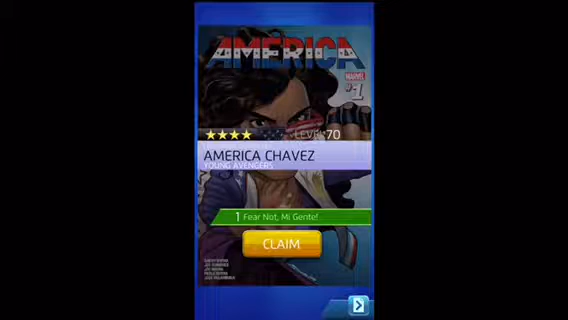 AMERICA
MARVEL
#1
LEVEL 70
AMERICA CHAVEZ
YOUNG AVENGERS
1 Fear Not, Mi Gente!
CLAIM